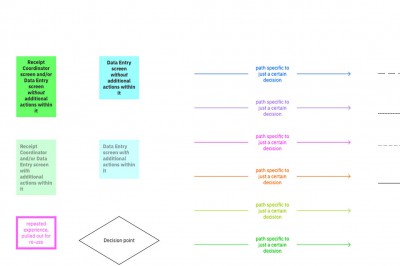 Receipt
Coordinator
screen and/or
Data Entry
screen
without
additional
actions within
it
Data Entry
screen
without
additional
actions within
it
path specific to
just a certain
decision
path specific to
just a certain
decision
Receipt
Coordinator
and/or Data
Entry screen
with
additional
actions within
it
Data Entry
screen with
additional
actions within
it
path specific to
just a certain
decision
path specific to
just a certain
decision
repeated
experience,
pulled out for
re-use
Decision point
path specific to
just a certain
decision
path specific to
just a certain
decision